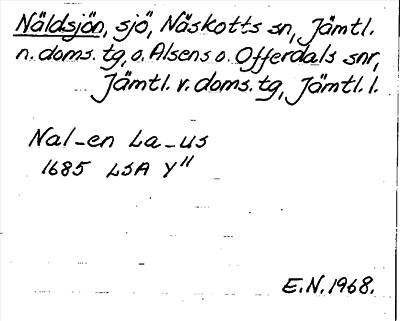 Näldsjön, sjö, Näskotts sn, Jämtl.
n. doms. tg, o. Alsens o. Offerdals snr,
Jämtl. v. doms. tg, Jämtl. l.
Nal-en La-us
1685 LSA Y"
E.N. 1968.